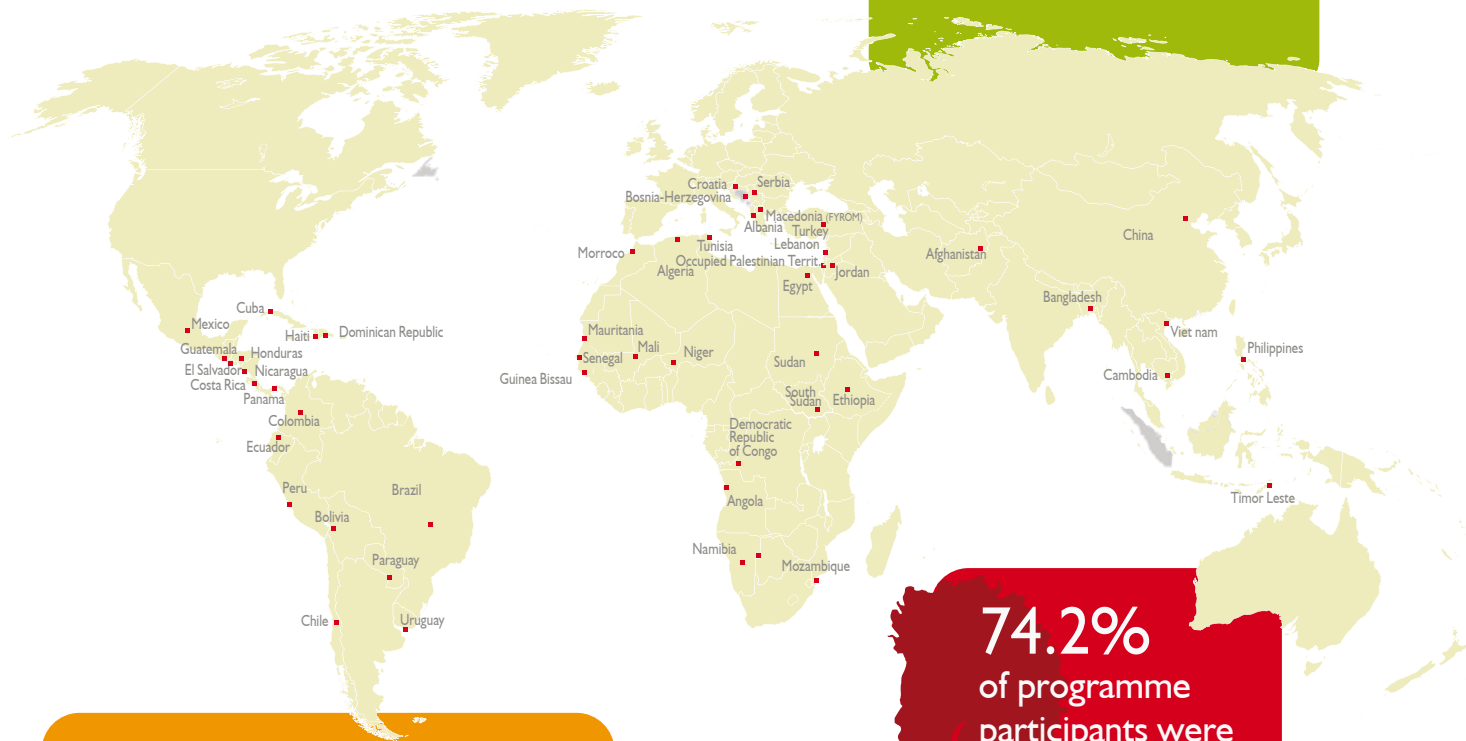 Croatia
Serbia
Bosnia-Herzegovina
Macedonia (FYROM)
Albania
Turkey
Morroco
Tunisia
Lebanon
Algeria
Occupied Palestinian Territ.
Jordan
Egypt
Afghanistan
China
Bangladesh
Viet nam
Philippines
Cambodia
Timor Leste
Cuba
Mexico
Haiti
Dominican Republic
Guatemala
Honduras
El Salvador
Nicaragua
Costa Rica
Panama
Colombia
Ecuador
Peru
Brazil
Bolivia
Paraguay
Chile
Uruguay
Mauritania
Mali
Niger
Senegal
Guinea Bissau
Sudan
South
Sudan
Ethiopia
Democratic
Republic
of Congo
Angola
Namibia
Mozambique
74.2%
of programme
participants were